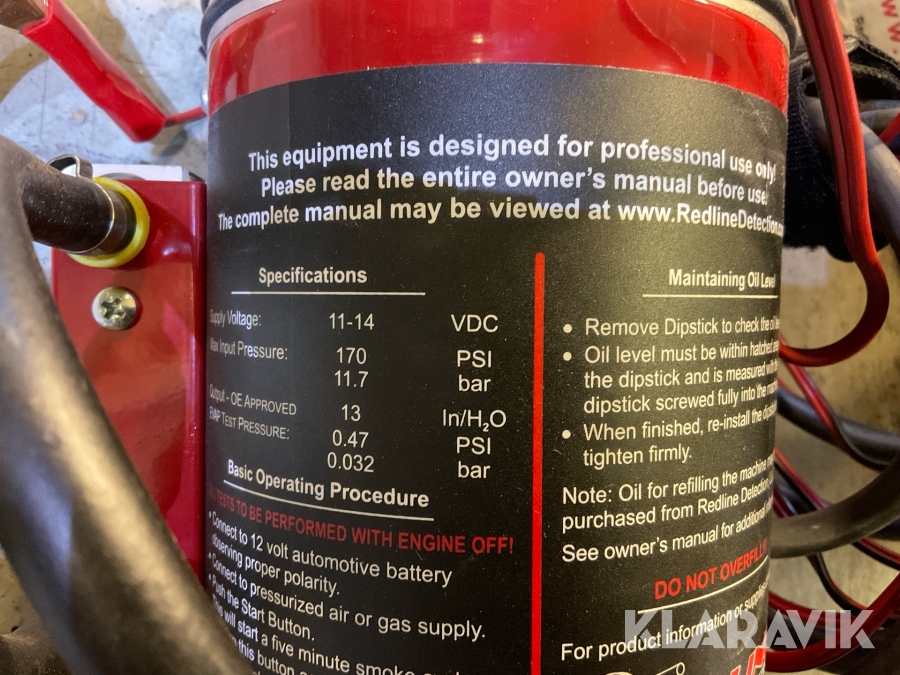 This equipment is designed for professional use only!
Please read the entire owner's manual before use
The complete manual may be viewed at www.RedlineDetection
Specifications
Supply Voltage: 11-14 VDC
Max Input Pressure: 170 PSI
11.7 bar
Output - OE APPROVED
EVAP TEST PRESSURE: 13 In/H₂O
0.47 PSI
0.032 bar
Basic Operating Procedure
TESTS TO BE PERFORMED WITH ENGINE OFF!
• Connect to 12 volt automotive battery
observing proper polarity.
• Connect to pressurized air or gas supply.
• Push the Start Button.
This will start a five minute smoke
this button
Maintaining Oil Level
• Remove Dipstick to check the oil
• Oil level must be within hatched
the dipstick and is measured
dipstick screwed fully into the
• When finished, re-install the dipstick
tighten firmly.
Note: Oil for refilling the machine
purchased from Redline Detection,
See owner's manual for additional
DO NOT OVERFILL
For product information or
KLARAVIK